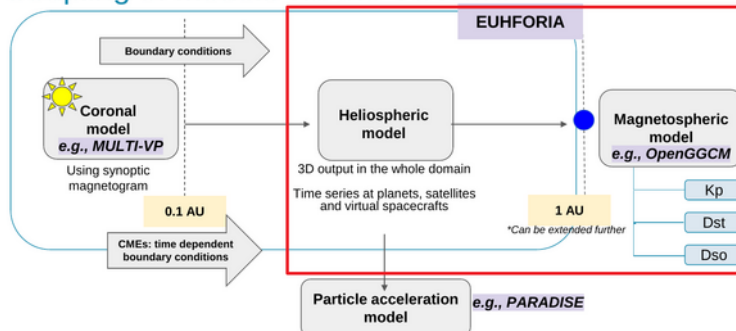 EUHFORIA
Boundary conditions
Coronal
model
e.g., MULTI-VP
Using synoptic
magnetogram
Heliospheric
model
3D output in the whole domain
Time series at planets, satellites
and virtual spacecrafts
Magnetospheric
model
e.g., OpenGGCM
Kp
Dst
Dso
0.1 AU
1 AU
*Can be extended further
CMEs: time dependent
boundary conditions
Particle acceleration
model
e.g., PARADISE